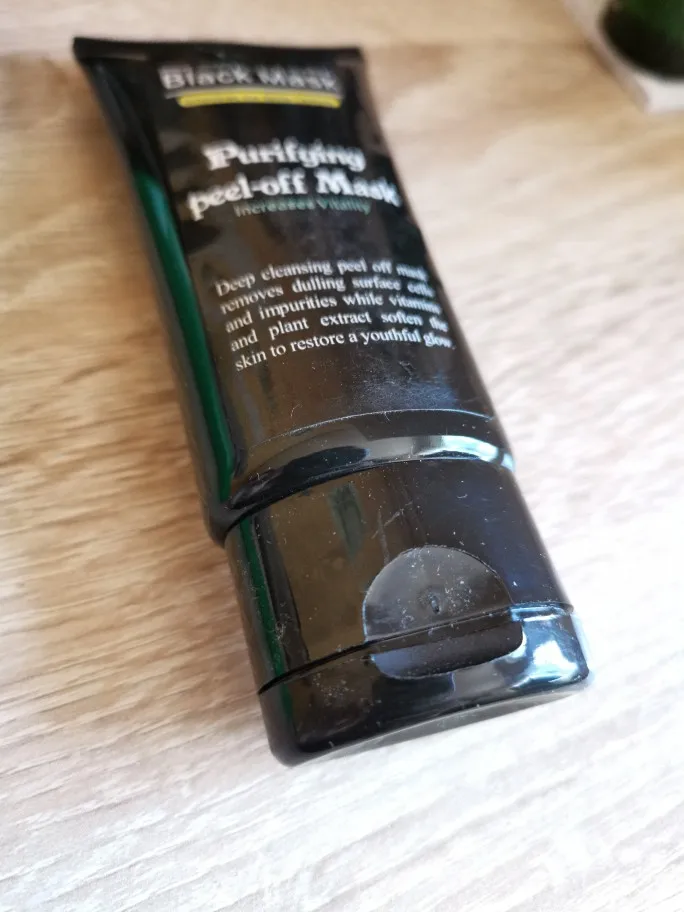 Black Mask
Purifying
peel-off Mask
Increases Vitality
Deep cleansing peel off mask
removes dulling surface cells
and impurities while vitamins
and plant extract soften the
skin to restore a youthful glow.